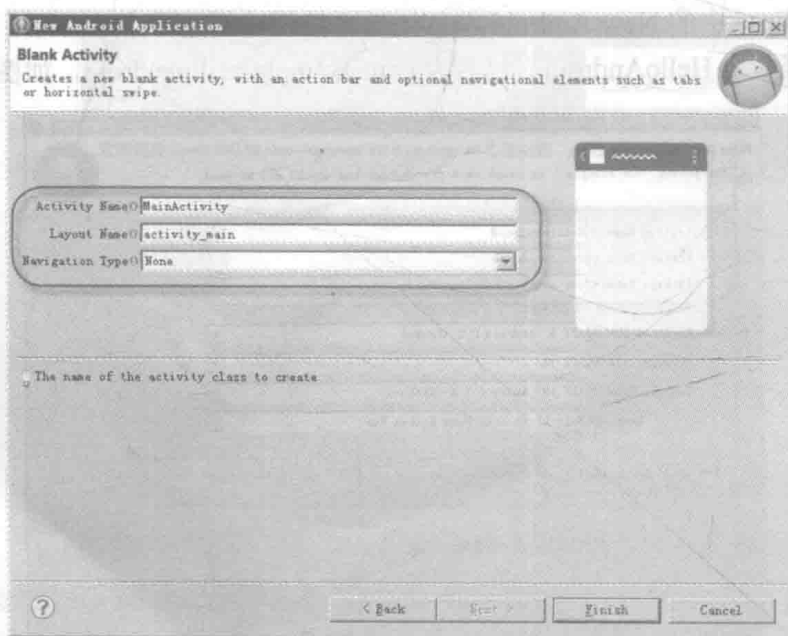 New Android Application
Blank Activity
Creates a new blank activity, with an action bar and optional navigational elements such as tabs
or horizontal swipe.
Activity Name
MainActivity
Layout Name
activity_main
Navigation Type
None
The name of the activity class to create
?
< Back
Next >
Finish
Cancel